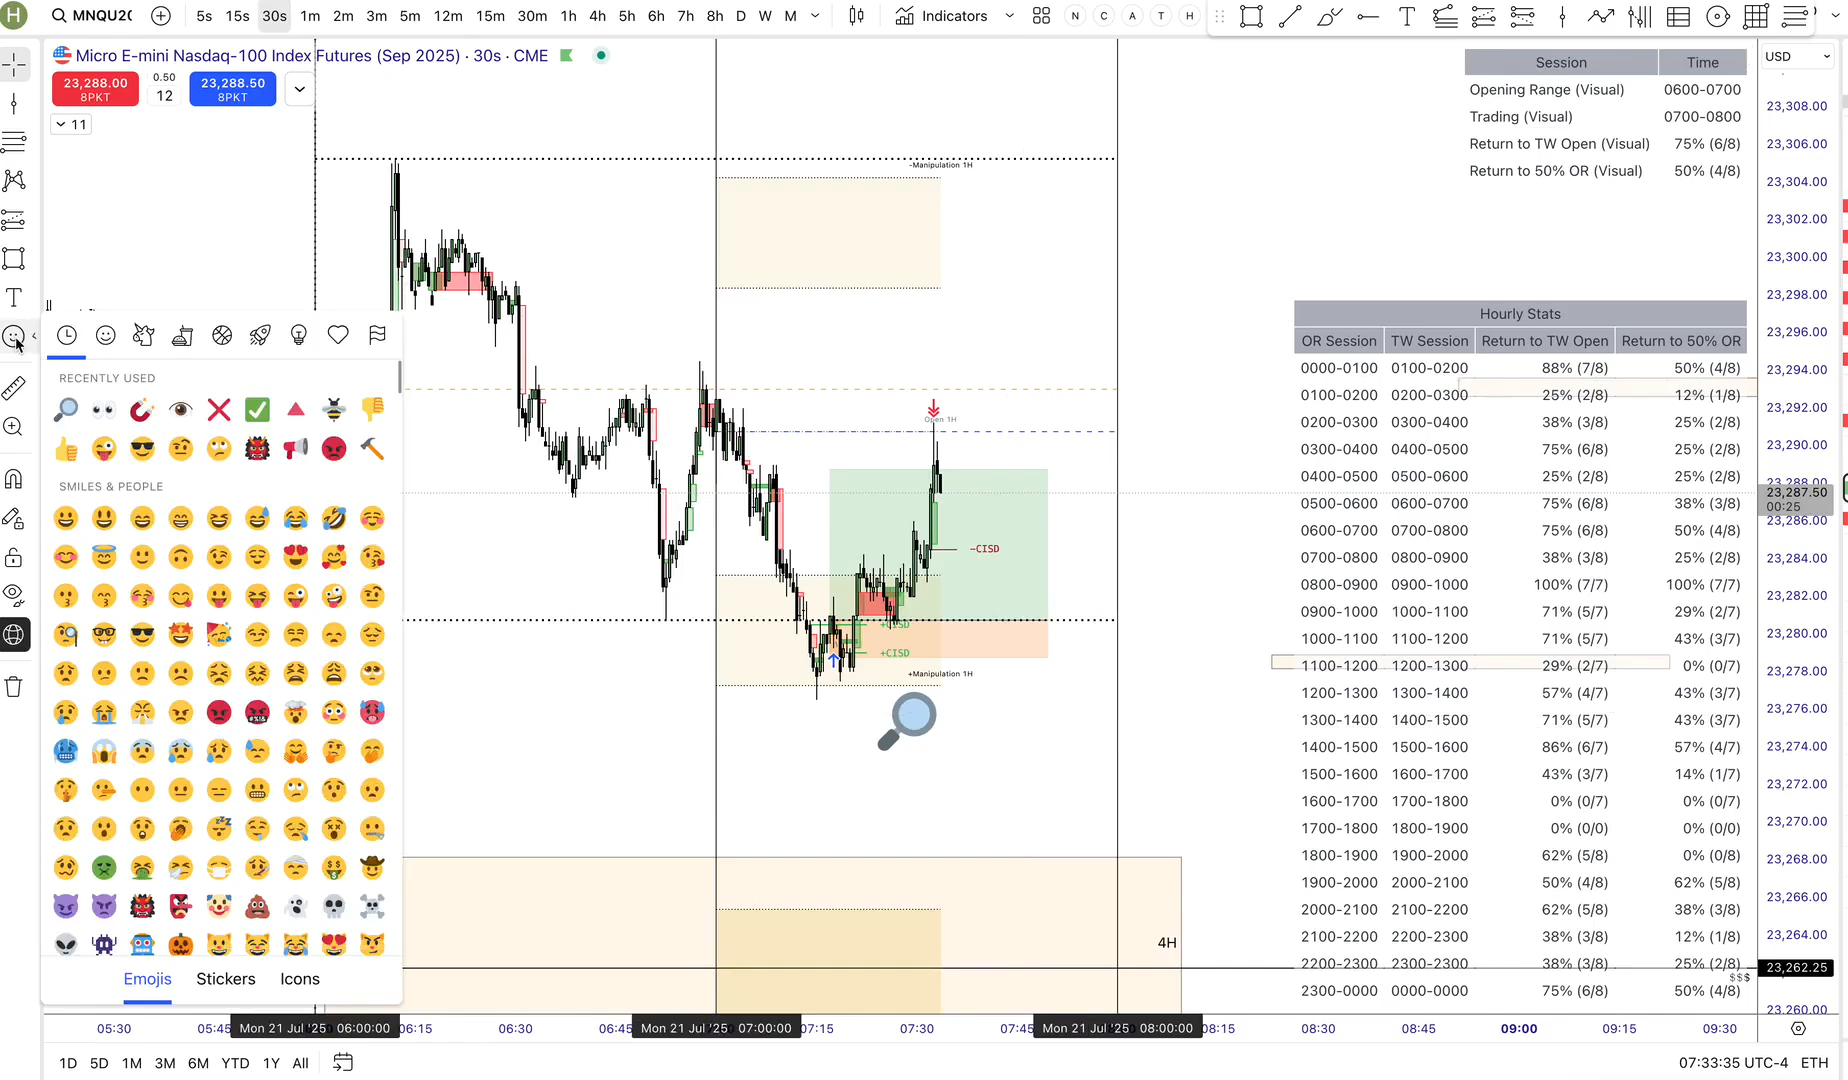 H
MNQU2(
5s 15s 30s 1m 2m 3m 5m 12m 15m 30m 1h 4h 5h 6h 7h 8h D W M
Indicators
N C A T H
Micro E-mini Nasdaq-100 Index Futures (Sep 2025) · 30s · CME
23,288.00
8PKT
0.50
12
23,288.50
8PKT
11
Session Time
Opening Range (Visual) 0600-0700
Trading (Visual) 0700-0800
Return to TW Open (Visual) 75% (6/8)
Return to 50% OR (Visual) 50% (4/8)
USD
23,308.00
23,306.00
23,304.00
23,302.00
23,300.00
23,298.00
23,296.00
23,294.00
23,292.00
23,290.00
23,288.00
23,287.50
00:25
23,286.00
23,284.00
23,282.00
23,280.00
23,278.00
23,276.00
23,274.00
23,272.00
23,270.00
23,268.00
23,266.00
23,264.00
23,262.25
23,260.00
-Manipulation 1H
Open 1H
-CISD
+CISD
+CISD
+Manipulation 1H
4H
$$$
Hourly Stats
OR Session TW Session Return to TW Open Return to 50% OR
0000-0100 0100-0200 88% (7/8) 50% (4/8)
0100-0200 0200-0300 25% (2/8) 12% (1/8)
0200-0300 0300-0400 38% (3/8) 25% (2/8)
0300-0400 0400-0500 75% (6/8) 25% (2/8)
0400-0500 0500-0600 25% (2/8) 25% (2/8)
0500-0600 0600-0700 75% (6/8) 38% (3/8)
0600-0700 0700-0800 75% (6/8) 50% (4/8)
0700-0800 0800-0900 38% (3/8) 25% (2/8)
0800-0900 0900-1000 100% (7/7) 100% (7/7)
0900-1000 1000-1100 71% (5/7) 29% (2/7)
1000-1100 1100-1200 71% (5/7) 43% (3/7)
1100-1200 1200-1300 29% (2/7) 0% (0/7)
1200-1300 1300-1400 57% (4/7) 43% (3/7)
1300-1400 1400-1500 71% (5/7) 43% (3/7)
1400-1500 1500-1600 86% (6/7) 57% (4/7)
1500-1600 1600-1700 43% (3/7) 14% (1/7)
1600-1700 1700-1800 0% (0/7) 0% (0/7)
1700-1800 1800-1900 0% (0/0) 0% (0/0)
1800-1900 1900-2000 62% (5/8) 0% (0/8)
1900-2000 2000-2100 50% (4/8) 62% (5/8)
2000-2100 2100-2200 62% (5/8) 38% (3/8)
2100-2200 2200-2300 38% (3/8) 12% (1/8)
2200-2300 2300-2300 38% (3/8) 25% (2/8)
2300-0000 0000-0000 75% (6/8) 50% (4/8)
RECENTLY USED
SMILES & PEOPLE
Emojis Stickers Icons
05:30 05:45 Mon 21 Jul '25 06:00:00 06:15 06:30 06:45 Mon 21 Jul '25 07:00:00 07:15 07:30 07:45 Mon 21 Jul '25 08:00:00 08:15 08:30 08:45 09:00 09:15 09:30
1D 5D 1M 3M 6M YTD 1Y All
07:33:35 UTC-4 ETH